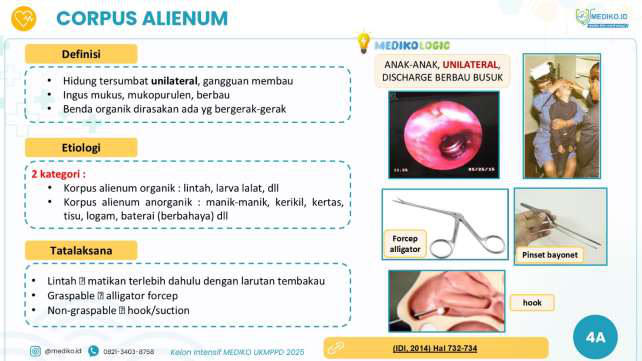 CORPUS ALIENUM
MEDIKO.ID
Definisi
• Hidung tersumbat unilateral, gangguan membau
• Ingus mukus, mukopurulen, berbau
• Benda organik dirasakan ada yg bergerak-gerak
Etiologi
2 kategori :
• Korpus alienum organik : lintah, larva lalat, dll
• Korpus alienum anorganik : manik-manik, kerikil, kertas,
tisu, logam, baterai (berbahaya) dll
Tatalaksana
• Lintah ⍰ matikan terlebih dahulu dengan larutan tembakau
• Graspable ⍰ alligator forcep
• Non-graspable ⍰ hook/suction
MEDIKOLOGIC
ANAK-ANAK, UNILATERAL,
DISCHARGE BERBAU BUSUK
Forcep
alligator
Pinset bayonet
hook
4A
@mediko.id
0821-3403-8758
Kelon Intensif MEDIKO UKMPPD 2025
(IDI, 2014) Hal 732-734